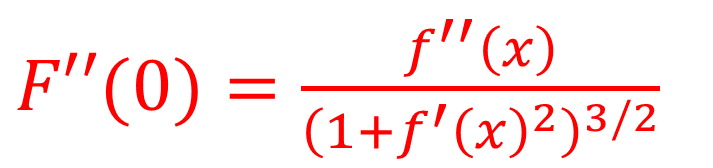 F''(0) = f''(x) / (1+f'(x)²)³/²